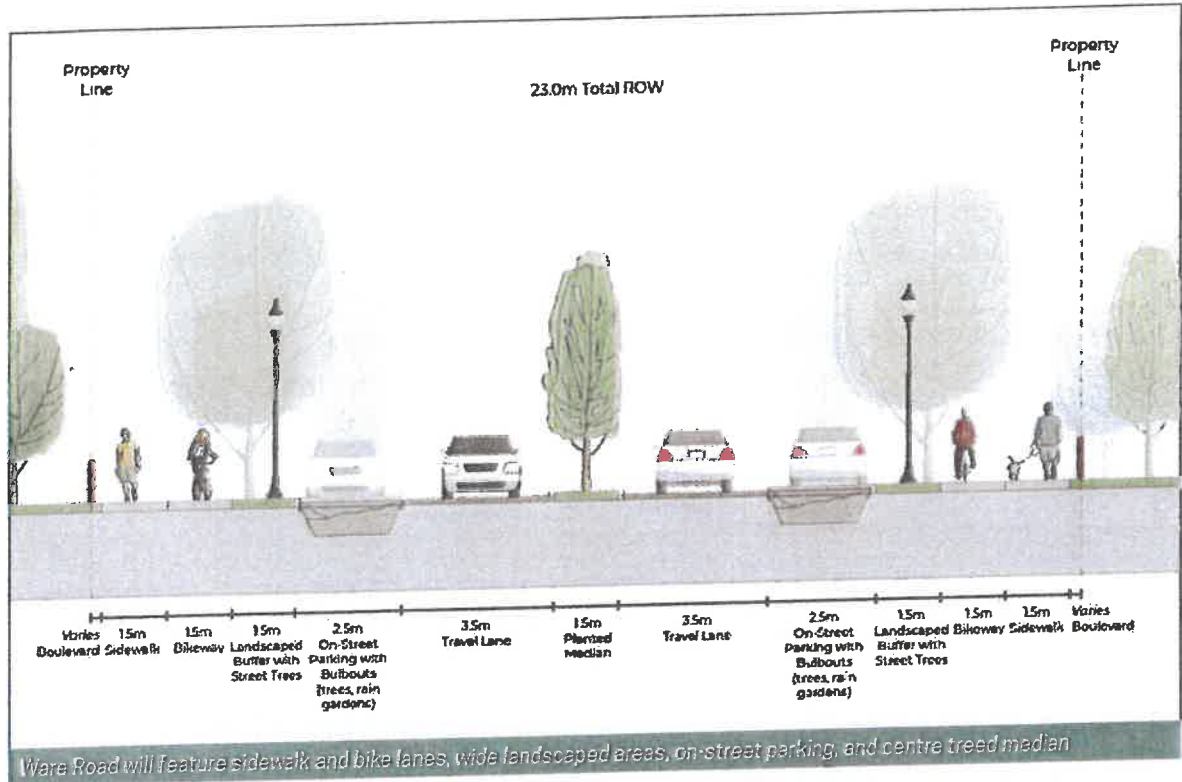 Property
Line
23.0m Total ROW
Property
Line
Varies
Boulevard
1.5m
Sidewalk
1.5m
Bikeway
1.5m
Landscaped
Buffer with
Street Trees
2.5m
On-Street
Parking with
Bulbouts
(trees, rain
gardens)
3.5m
Travel Lane
1.5m
Planted
Median
3.5m
Travel Lane
2.5m
On-Street
Parking with
Bulbouts
(trees, rain
gardens)
1.5m
Landscaped
Buffer with
Street Trees
1.5m
Bikeway
1.5m
Sidewalk
Varies
Boulevard
Ware Road will feature sidewalk and bike lanes, wide landscaped areas, on-street parking, and centre treed median